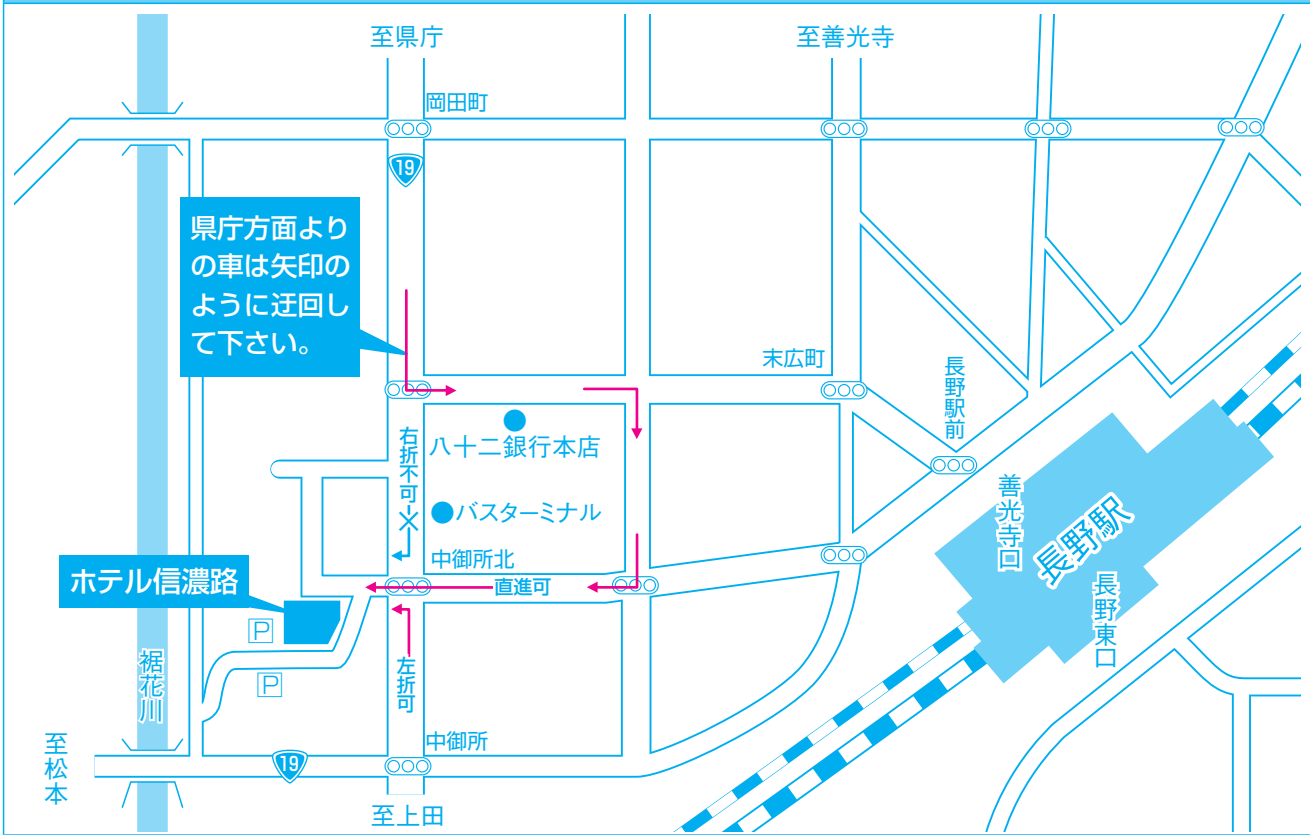 至県庁
至善光寺
岡田町
19
県庁方面より
の車は矢印の
ように迂回し
て下さい。
末広町
長野駅前
右折不可
八十二銀行本店
バスターミナル
善光寺口
長野駅
長野東口
中御所北
直進可
ホテル信濃路
P
P
左折可
裾花川
至松本
19
中御所
至上田